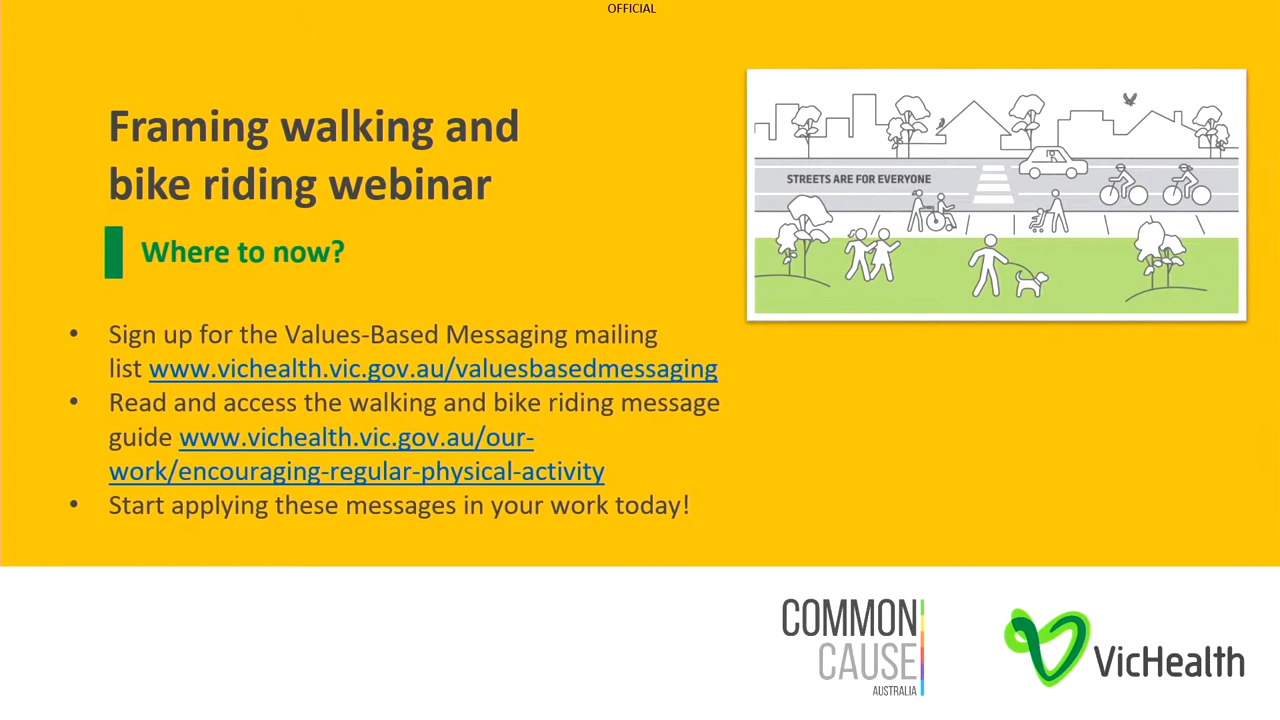 OFFICIAL
Framing walking and
bike riding webinar
Where to now?
STREETS ARE FOR EVERYONE
• Sign up for the Values-Based Messaging mailing
list www.vichealth.vic.gov.au/valuesbasedmessaging
• Read and access the walking and bike riding message
guide www.vichealth.vic.gov.au/our-
work/encouraging-regular-physical-activity
• Start applying these messages in your work today!
COMMON
CAUSE
AUSTRALIA
VicHealth